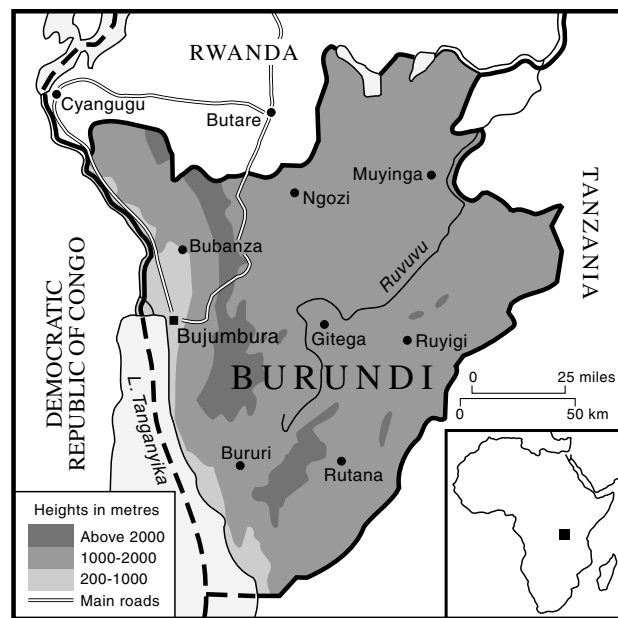 RWANDA
Cyangugu
Butare
Muyinga
Ngozi
TANZANIA
Ruvuvu
Bubanza
DEMOCRATIC
REPUBLIC OF CONGO
Bujumbura
Gitega
Ruyigi
BURUNDI
0 25 miles
0 50 km
L. Tanganyika
Bururi
Rutana
Heights in metres
Above 2000
1000-2000
200-1000
Main roads